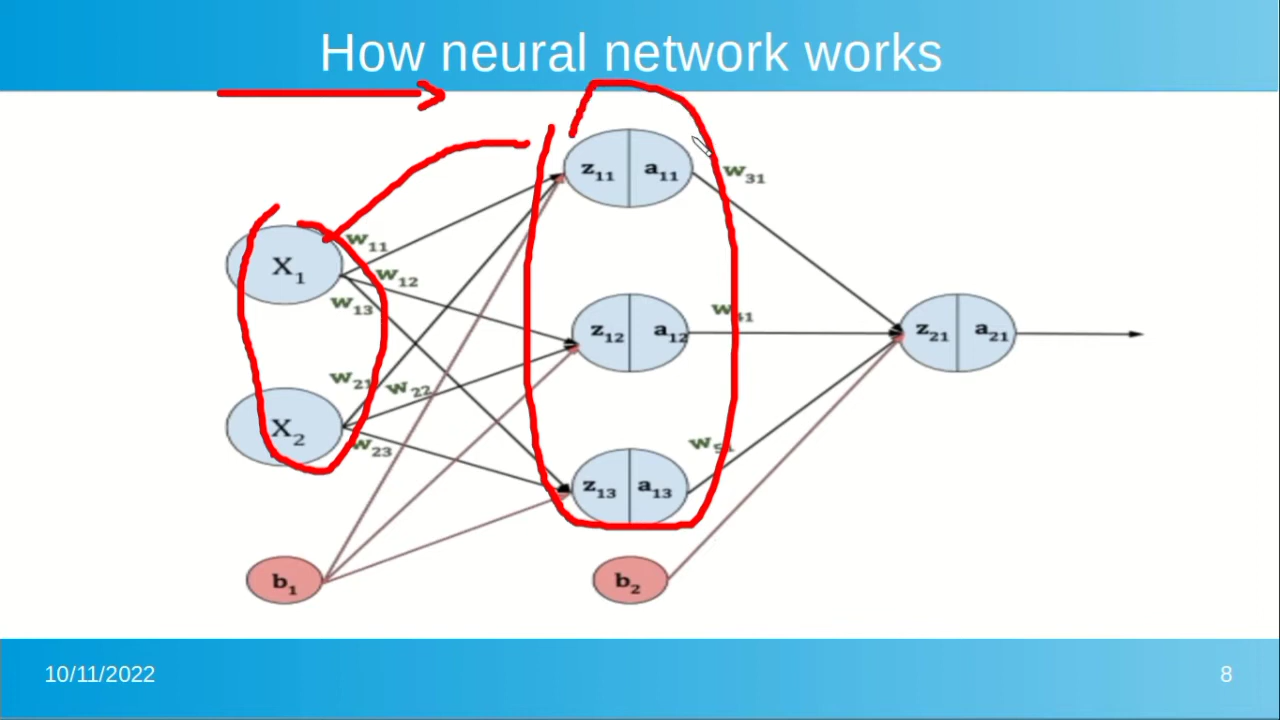 How neural network works
z11 a11
w31
X1
w11
w12
w13
z12 a12
w41
z21 a21
w21
w22
X2
w23
z13 a13
b1
b2
10/11/2022
8